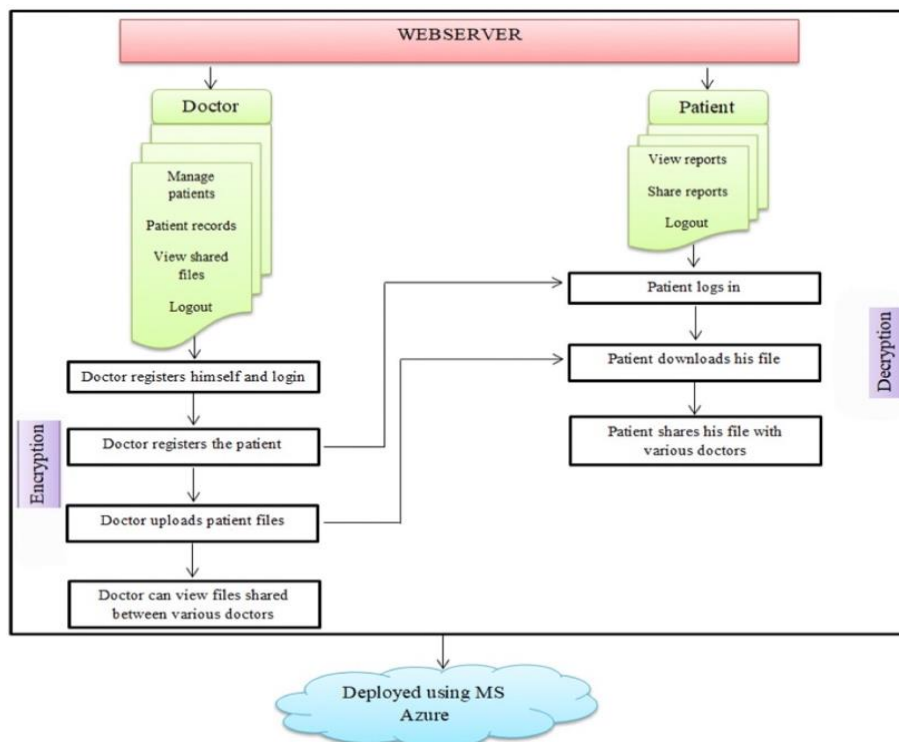 WEBSERVER
Doctor
Manage
patients
Patient records
View shared
files
Logout
Doctor registers himself and login
Encryption
Doctor registers the patient
Doctor uploads patient files
Doctor can view files shared
between various doctors
Patient
View reports
Share reports
Logout
Patient logs in
Patient downloads his file
Decryption
Patient shares his file with
various doctors
Deployed using MS
Azure